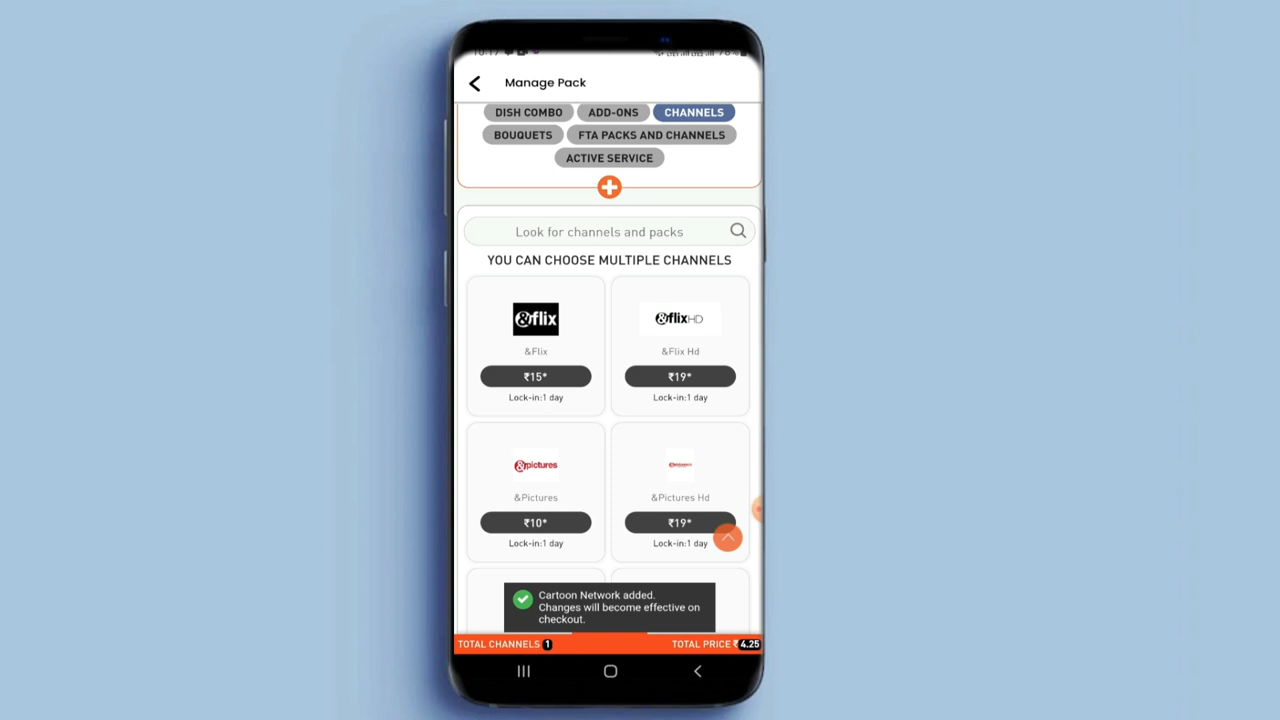 Manage Pack
DISH COMBO
ADD-ONS
CHANNELS
BOUQUETS
FTA PACKS AND CHANNELS
ACTIVE SERVICE
Look for channels and packs
YOU CAN CHOOSE MULTIPLE CHANNELS
&flix
&Flix
₹15*
Lock-in:1 day
&flix HD
&Flix Hd
₹19*
Lock-in:1 day
&pictures
&Pictures
₹10*
Lock-in:1 day
&Pictures Hd
₹19*
Lock-in:1 day
Cartoon Network added.
Changes will become effective on
checkout.
TOTAL CHANNELS 1
TOTAL PRICE ₹ 4.25